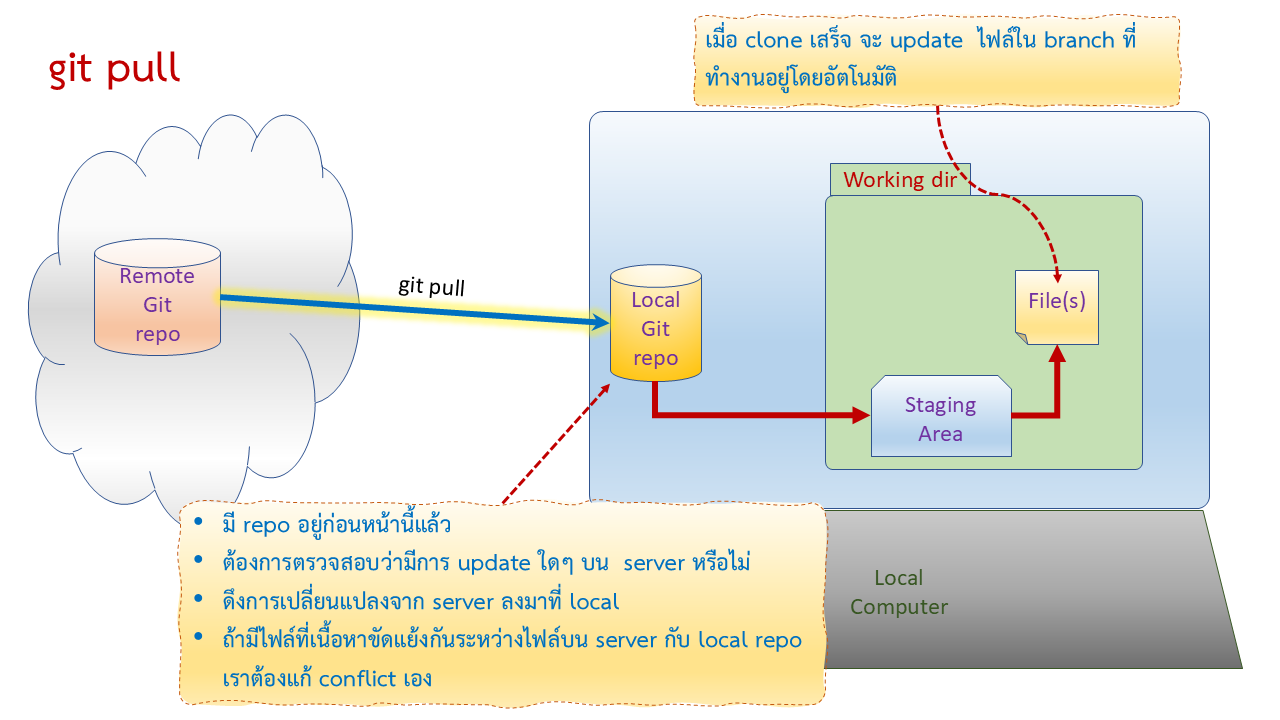 git pull
เมื่อ clone เสร็จ จะ update ไฟล์ใน branch ที่
ทำงานอยู่โดยอัตโนมัติ
Working dir
Remote
Git
repo
git pull
Local
Git
repo
File(s)
Staging
Area
• มี repo อยู่ก่อนหน้านี้แล้ว
• ต้องการตรวจสอบว่ามีการ update ใดๆ บน server หรือไม่
• ดึงการเปลี่ยนแปลงจาก server ลงมาที่ local
• ถ้ามีไฟล์ที่เนื้อหาขัดแย้งกันระหว่างไฟล์บน server กับ local repo
เราต้องแก้ conflict เอง
Local
Computer